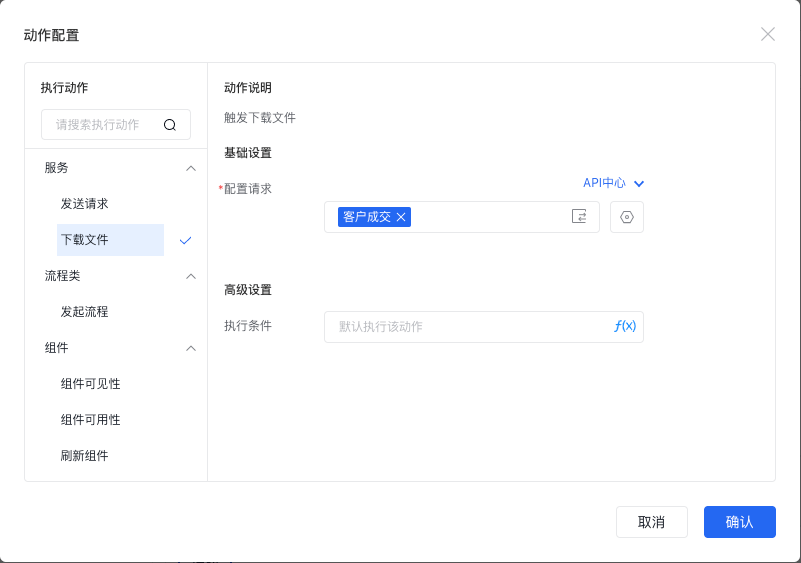 动作配置
执行动作
请搜索执行动作
服务
发送请求
下载文件
流程类
发起流程
组件
组件可见性
组件可用性
刷新组件
动作说明
触发下载文件
基础设置
*配置请求
API中心
客户成交
高级设置
执行条件
默认执行该动作
ƒ(x)
取消
确认